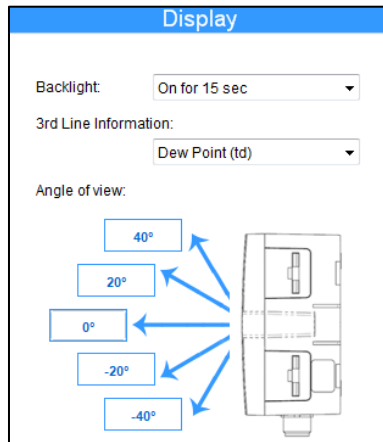 Display
Backlight: On for 15 sec
3rd Line Information:
Dew Point (td)
Angle of view:
40°
20°
0°
-20°
-40°